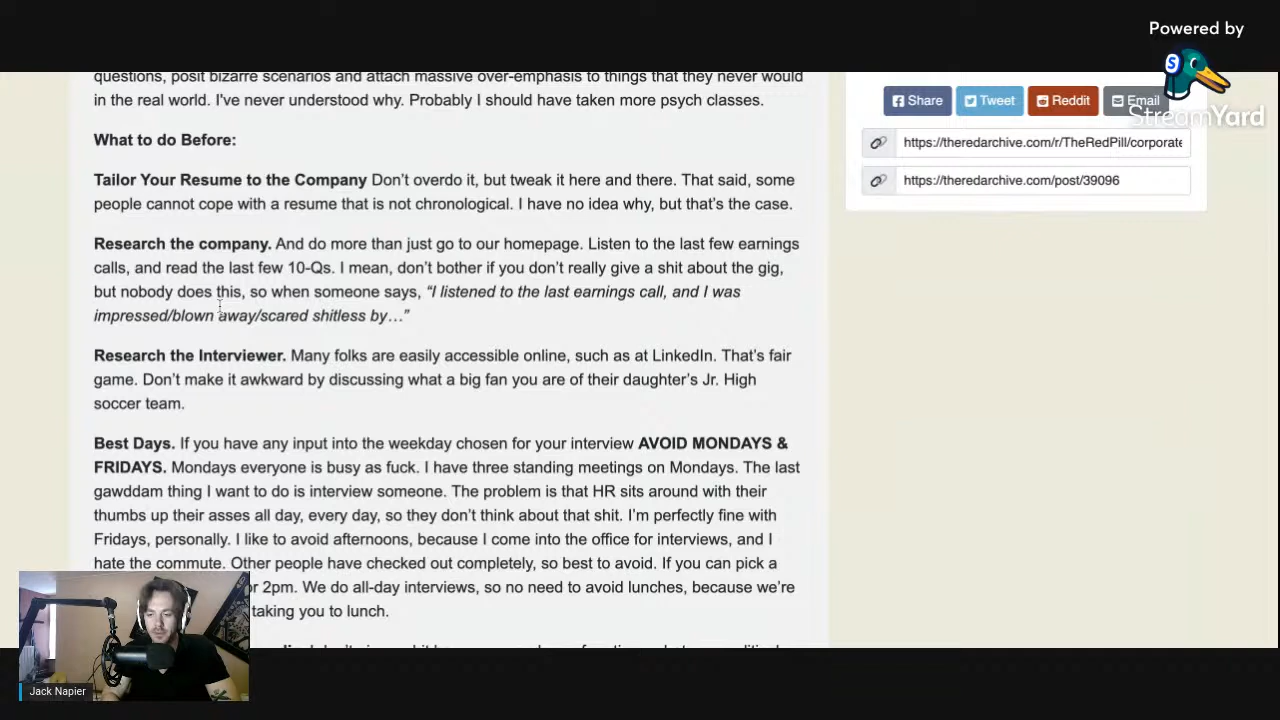 Powered by
StreamYard
questions, posit bizarre scenarios and attach massive over-emphasis to things that they never would
in the real world. I've never understood why. Probably I should have taken more psych classes.
What to do Before:
Tailor Your Resume to the Company Don’t overdo it, but tweak it here and there. That said, some
people cannot cope with a resume that is not chronological. I have no idea why, but that’s the case.
Research the company. And do more than just go to our homepage. Listen to the last few earnings
calls, and read the last few 10-Qs. I mean, don’t bother if you don’t really give a shit about the gig,
but nobody does this, so when someone says, “I listened to the last earnings call, and I was
impressed/blown away/scared shitless by…”
Research the Interviewer. Many folks are easily accessible online, such as at LinkedIn. That’s fair
game. Don’t make it awkward by discussing what a big fan you are of their daughter’s Jr. High
soccer team.
Best Days. If you have any input into the weekday chosen for your interview AVOID MONDAYS &
FRIDAYS. Mondays everyone is busy as fuck. I have three standing meetings on Mondays. The last
gawddam thing I want to do is interview someone. The problem is that HR sits around with their
thumbs up their asses all day, every day, so they don’t think about that shit. I’m perfectly fine with
Fridays, personally. I like to avoid afternoons, because I come into the office for interviews, and I
hate the commute. Other people have checked out completely, so best to avoid. If you can pick a
or 2pm. We do all-day interviews, so no need to avoid lunches, because we’re
taking you to lunch.
Share Tweet Reddit Email
https://theredarchive.com/r/TheRedPill/corporate
https://theredarchive.com/post/39096
Jack Napier